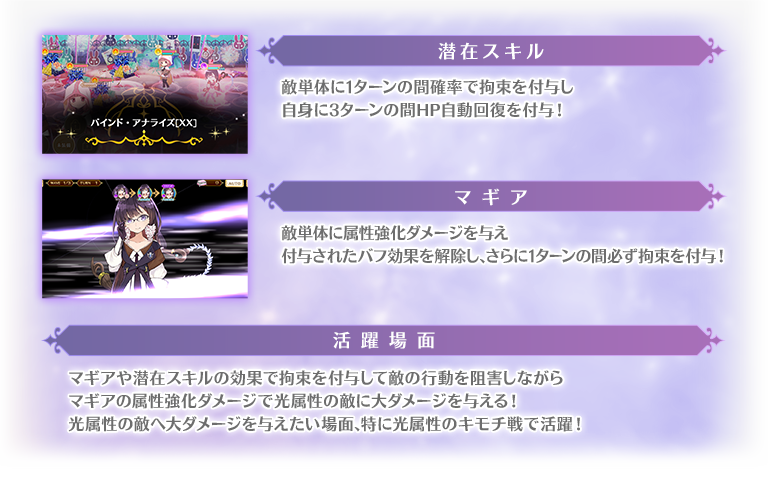 潜在スキル
敵単体に1ターンの間確率で拘束を付与し
自身に3ターンの間HP自動回復を付与！
バインド・アナライズ[XX]
マギア
AUTO
敵単体に属性強化ダメージを与え
付与されたバフ効果を解除し、さらに1ターンの間必ず拘束を付与！
活躍場面
マギアや潜在スキルの効果で拘束を付与して敵の行動を阻害しながら
マギアの属性強化ダメージで光属性の敵に大ダメージを与える！
光属性の敵へ大ダメージを与えたい場面、特に光属性のキモチ戦で活躍！